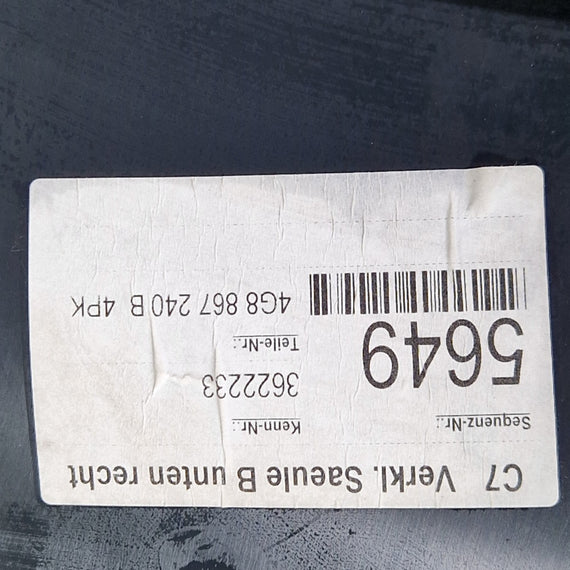 C7 Verkl. Saeule B unten recht
Sequenz-Nr.:
Kenn-Nr.:
5649
3622233
Teile-Nr.:
4G8 867 240 B 4PK